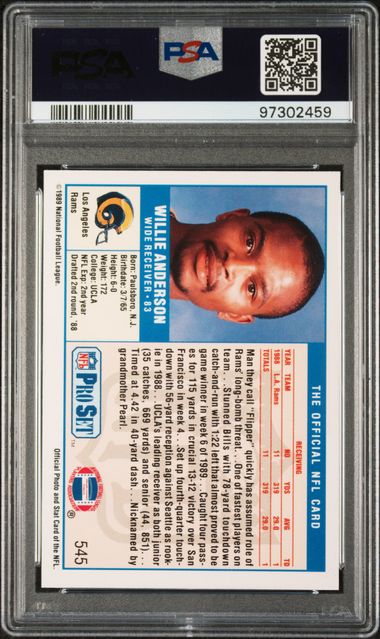 PSA
PSA
97302459
THE OFFICIAL NFL CARD
WILLIE ANDERSON
WIDE RECEIVER • 83
Los Angeles
Rams
Born: Paulsboro, N.J.
Birthdate: 3/7/65
Height: 6-0
Weight: 172
College: UCLA
NFL Exp: 2nd year
Drafted 2nd round, '88
RECEIVING
YEAR TEAM NO YDS AVG TD
1988 L.A. Rams 11 319 29.0 1
TOTALS 11 319 29.0 1
Man they call "Flipper" quickly has assumed role of
Rams' long-bomb threat . . . One of fastest players on
team . . . Stunned Bills with 78-yard touchdown
catch-and-run with 1:22 left that almost proved to be
game winner in week 6 of 1989 . . . Caught four pass-
es for 115 yards in crucial 13-12 victory over San
Francisco in week 4 . . . Set up fourth-quarter touch-
down with 56-yard reception against Seattle as rook-
ie in 1988 . . . UCLA's leading receiver as both junior
(35 catches, 669 yards) and senior (44, 851) . . .
Timed at 4.42 in 40-yard dash . . . Nicknamed by
grandmother Pearl.
©1989 National Football League.
NFL
PRO SET
TM
®
Official Photo and Stat Card of the NFL
545